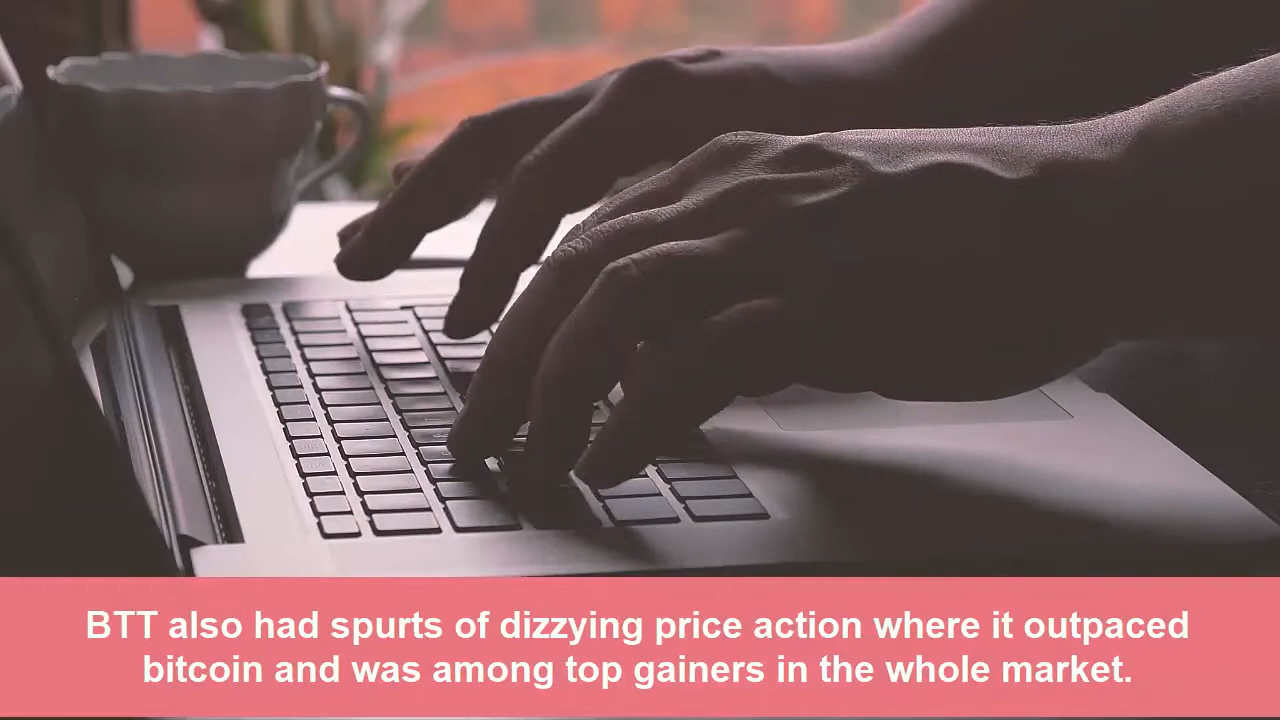 BTT also had spurts of dizzying price action where it outpaced
bitcoin and was among top gainers in the whole market.